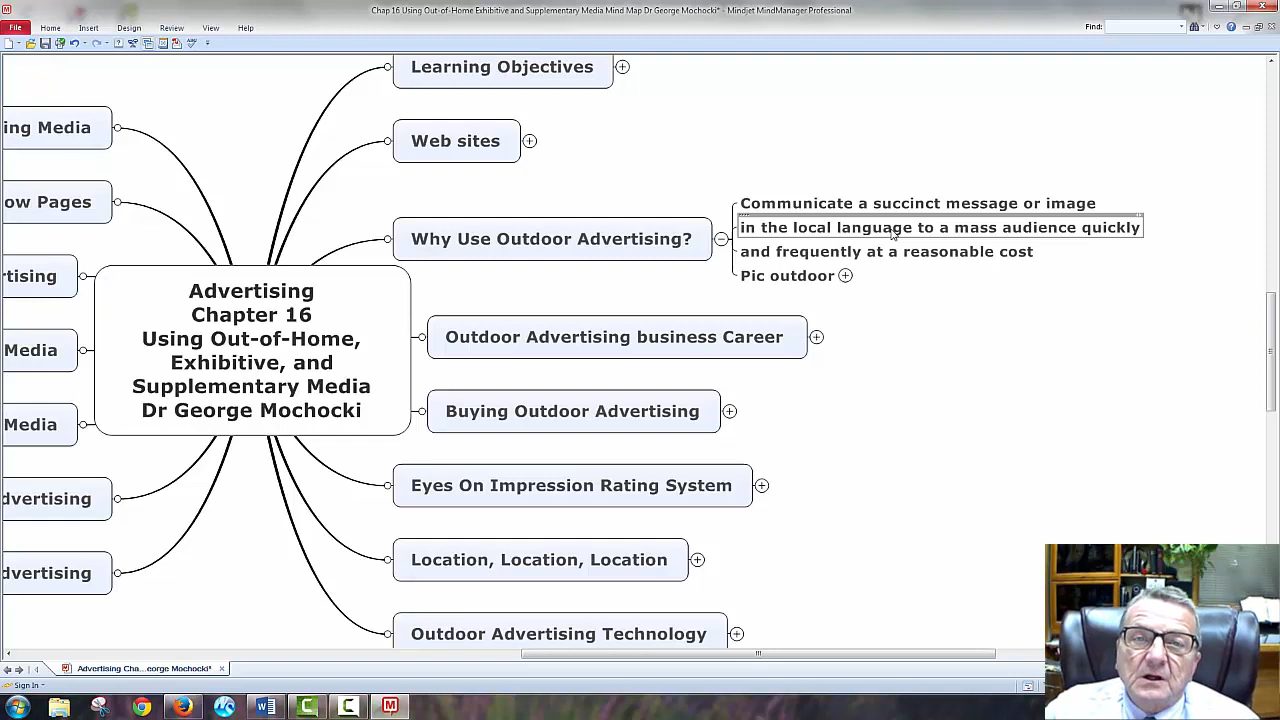 Chap 16 Using Out-of-Home Exhibitive and Supplementary Media Mind Map Dr George Mochocki* - Mindjet MindManager Professional
File Home Insert Design Review View Help
Find:
Learning Objectives
Web sites
Why Use Outdoor Advertising?
Communicate a succinct message or image
in the local language to a mass audience quickly
and frequently at a reasonable cost
Pic outdoor
Outdoor Advertising business Career
Buying Outdoor Advertising
Eyes On Impression Rating System
Location, Location, Location
Outdoor Advertising Technology
Advertising
Chapter 16
Using Out-of-Home,
Exhibitive, and
Supplementary Media
Dr George Mochocki
ing Media
ow Pages
rtising
Media
Media
dvertising
dvertising
Advertising Cha...eorge Mochocki*
Sign In